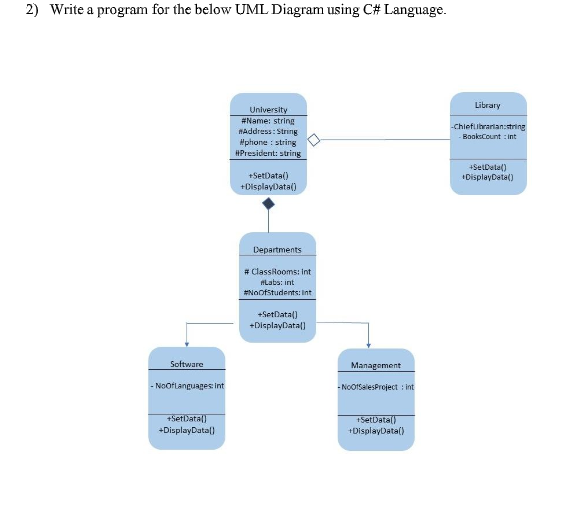 2) Write a program for the below UML Diagram using C# Language.
University
#Name: string
#Address: String
#phone : string
#President: string
+SetData()
+DisplayData()
Library
-ChiefLibrarian:string
- BooksCount : int
+SetData()
+DisplayData()
Departments
# ClassRooms: Int
#Labs: int
#NoOfStudents: int
+SetData()
+DisplayData()
Software
- NoOfLanguages: int
+SetData()
+DisplayData()
Management
- NoOfSalesProject : int
+SetData()
+DisplayData()